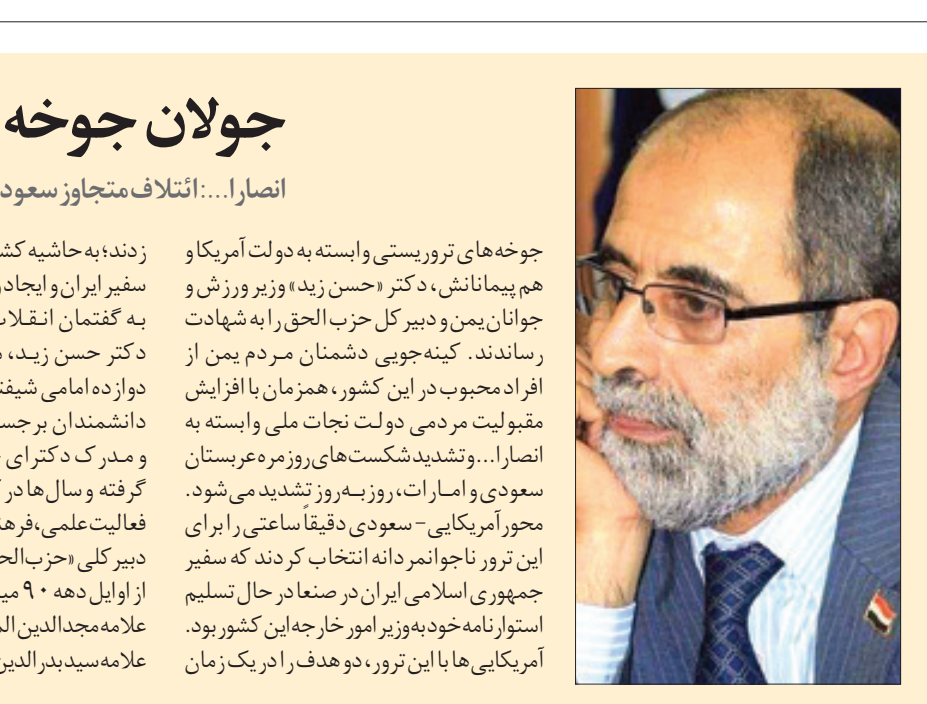 جولان جوخه
انصارا...: ائتلاف متجاوز سعود
جوخه‌های تروریستی وابسته به دولت آمریکا و
هم پیمانانش، دکتر «حسن زید» وزیر ورزش و
جوانان یمن و دبیر کل حزب الحق را به شهادت
رساندند. کینه‌جویی دشمنان مردم یمن از
افراد محبوب در این کشور، همزمان با افزایش
مقبولیت مردمی دولت نجات ملی وابسته به
انصارا... و تشدید شکست‌های روزمره عربستان
سعودی و امارات، روز به‌روز تشدید می‌شود.
محور آمریکایی- سعودی دقیقاً ساعتی را برای
این ترور ناجوانمردانه انتخاب کردند که سفیر
جمهوری اسلامی ایران در صنعا در حال تسلیم
استوارنامه خود به وزیر امور خارجه این کشور بود.
آمریکایی‌ها با این ترور، دو هدف را در یک زمان
زدند؛ به حاشیه کش
سفیر ایران و ایجاد
به گفتمان انقلاب
دکتر حسن زید،
دوازده امامی شیفت
دانشمندان برجس
و مدرک دکترای
گرفته و سال‌ها در
فعالیت علمی، فره
دبیر کلی «حزب‌الح
از اوایل دهه ۹۰ می
علامه مجدالدین الم
علامه سید بدرالدین